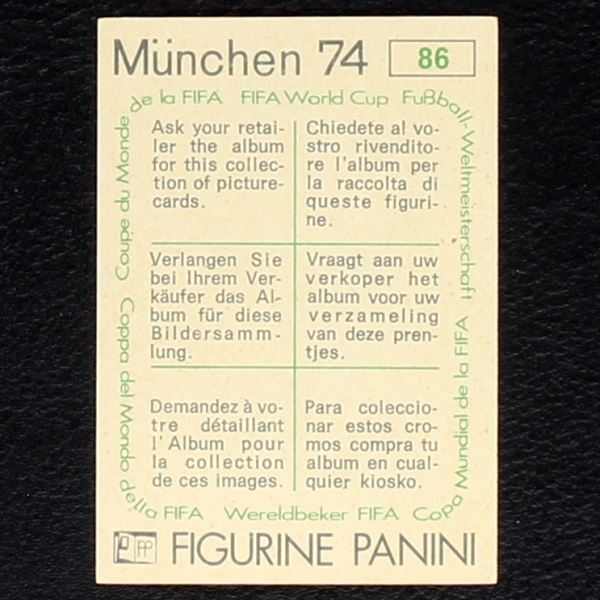 München 74 86
de la FIFA FIFA World Cup Fußball-Weltmeisterschaft
Ask your retai-
ler the album
for this collec-
tion of picture-
cards.
Chiedete al vo-
stro rivendito-
re l'album per
la raccolta di
queste figuri-
ne.
Verlangen Sie
bei Ihrem Ver-
käufer das Al-
bum für diese
Bildersamm-
lung.
Vraagt aan uw
verkoper het
album voor uw
verzameling
van deze pren-
tjes.
Demandez à vo-
tre détaillant
l'Album pour
la collection
de ces images.
Para coleccio-
nar estos cro-
mos compra tu
album en cual-
quier kiosko.
Coupe du Monde
Coppa del Mondo della FIFA
Wereldbeker FIFA
Copa Mundial de la FIFA
FP FIGURINE PANINI